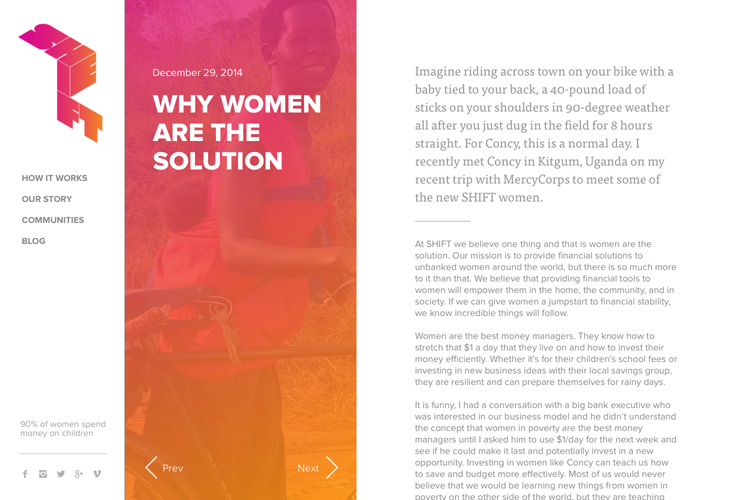 SHIFT
HOW IT WORKS
OUR STORY
COMMUNITIES
BLOG
90% of women spend
money on children
December 29, 2014
WHY WOMEN
ARE THE
SOLUTION
Prev
Next
Imagine riding across town on your bike with a
baby tied to your back, a 40-pound load of
sticks on your shoulders in 90-degree weather
all after you just dug in the field for 8 hours
straight. For Concy, this is a normal day. I
recently met Concy in Kitgum, Uganda on my
recent trip with MercyCorps to meet some of
the new SHIFT women.
At SHIFT we believe one thing and that is women are the
solution. Our mission is to provide financial solutions to
unbanked women around the world, but there is so much more
to it than that. We believe that providing financial tools to
women will empower them in the home, the community, and in
society. If we can give women a jumpstart to financial stability,
we know incredible things will follow.
Women are the best money managers. They know how to
stretch that $1 a day that they live on and how to invest their
money efficiently. Whether it's for their children's school fees or
investing in new business ideas with their local savings group,
they are resilient and can prepare themselves for rainy days.
It is funny, I had a conversation with a big bank executive who
was interested in our business model and he didn't understand
the concept that women in poverty are the best money
managers until I asked him to use $1/day for the next week and
see if he could make it last and potentially invest in a new
opportunity. Investing in women like Concy can teach us how
to save and budget more effectively. Most of us would never
believe that we would be learning new things from women in
poverty on the other side of the world, but they are teaching